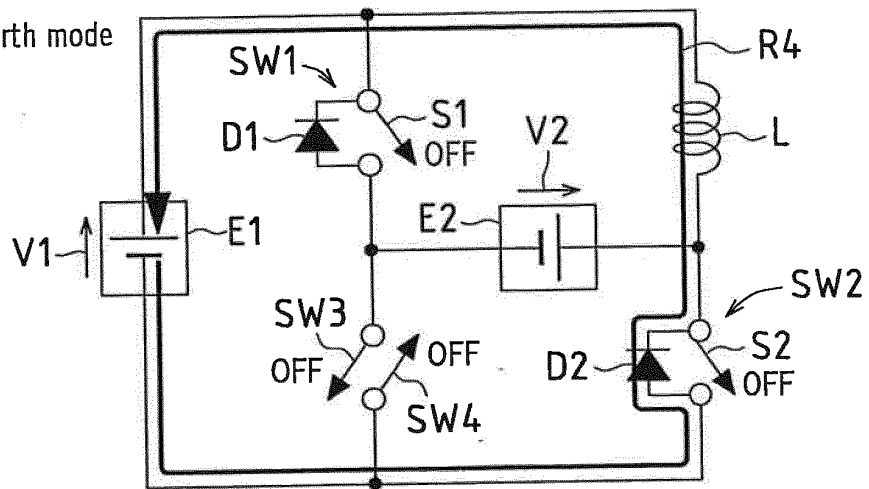 rth mode
R4
SW1
D1
S1
OFF
V2
L
V1
E1
E2
SW3
OFF
OFF
SW4
SW2
D2
S2
OFF